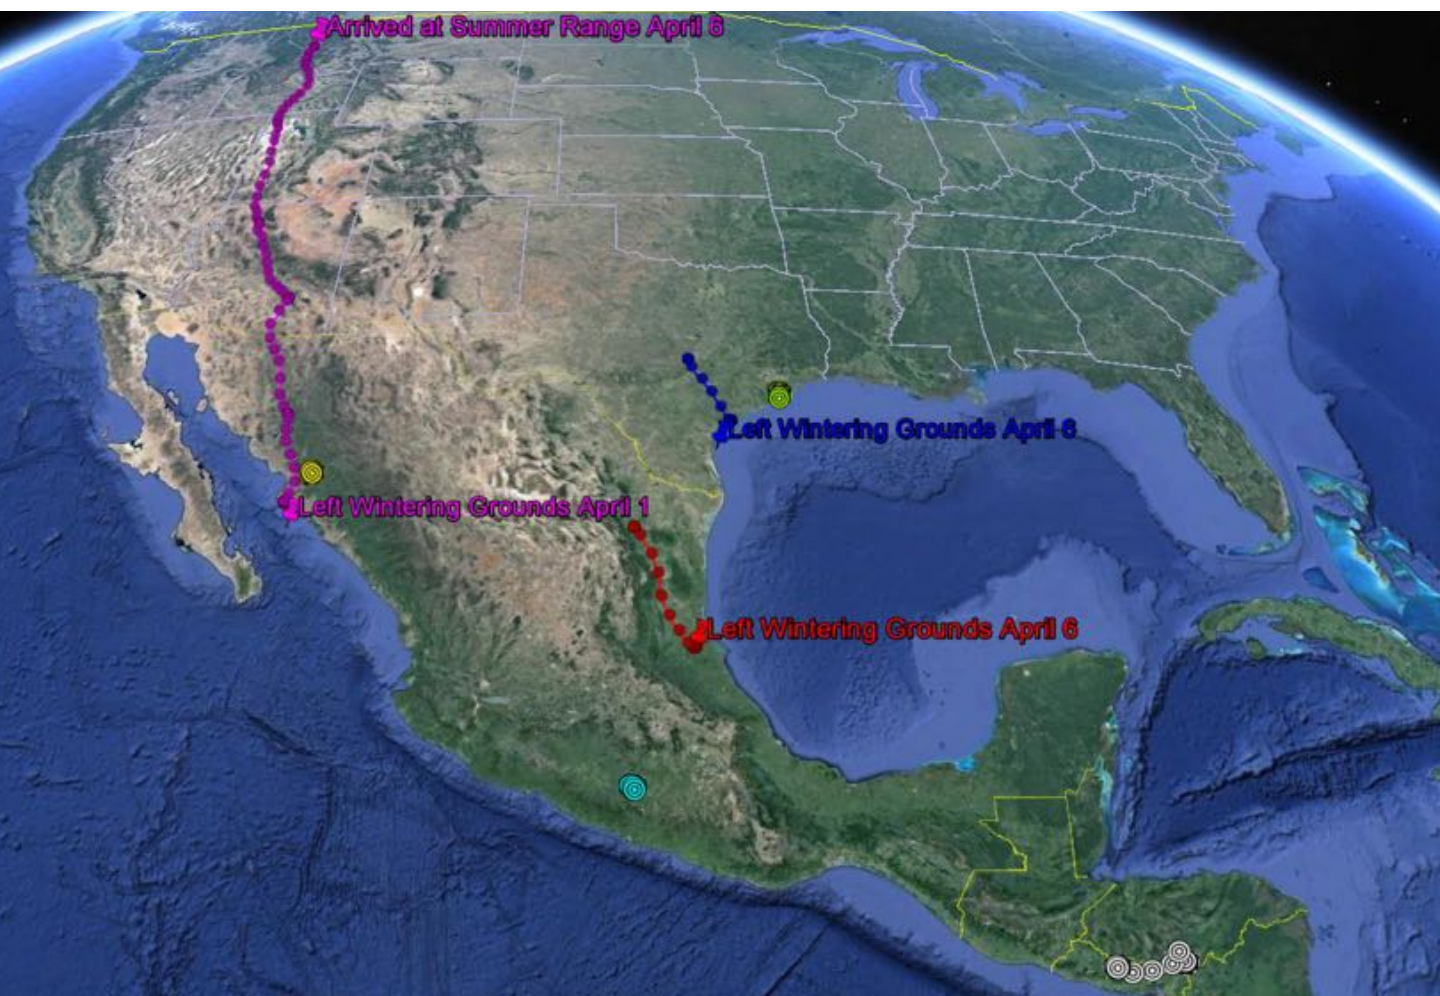 Arrived at Summer Range April 6
Left Wintering Grounds April 6
Left Wintering Grounds April 1
Left Wintering Grounds April 6